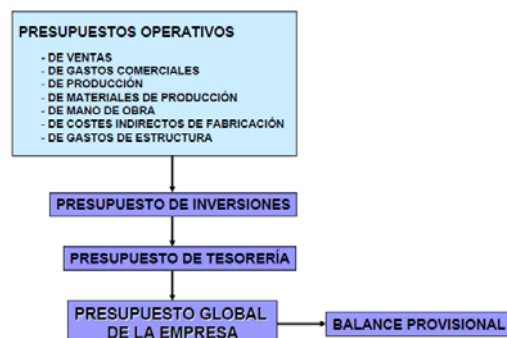 PRESUPUESTOS OPERATIVOS
- DE VENTAS
- DE GASTOS COMERCIALES
- DE PRODUCCIÓN
- DE MATERIALES DE PRODUCCIÓN
- DE MANO DE OBRA
- DE COSTES INDIRECTOS DE FABRICACIÓN
- DE GASTOS DE ESTRUCTURA
PRESUPUESTO DE INVERSIONES
PRESUPUESTO DE TESORERÍA
PRESUPUESTO GLOBAL
DE LA EMPRESA
BALANCE PROVISIONAL